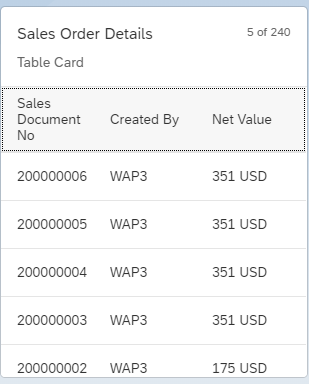 Sales Order Details 5 of 240
Table Card
Sales
Document
No
Created By
Net Value
200000006 WAP3 351 USD
200000005 WAP3 351 USD
200000004 WAP3 351 USD
200000003 WAP3 351 USD
200000002 WAP3 175 USD